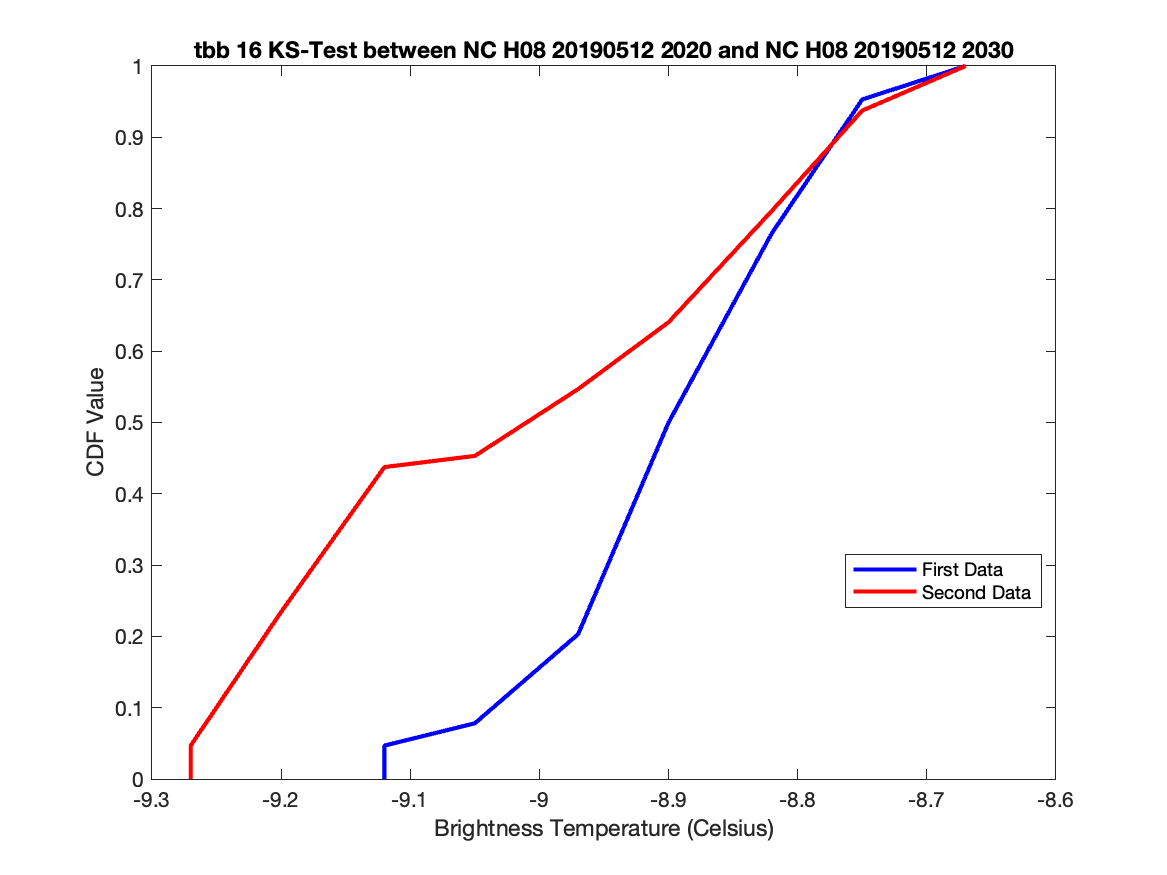 tbb 16 KS-Test between NC H08 20190512 2020 and NC H08 20190512 2030
1
0.9
0.8
0.7
0.6
0.5
0.4
0.3
0.2
0.1
0
CDF Value
First Data
Second Data
-9.3 -9.2 -9.1 -9 -8.9 -8.8 -8.7 -8.6
Brightness Temperature (Celsius)